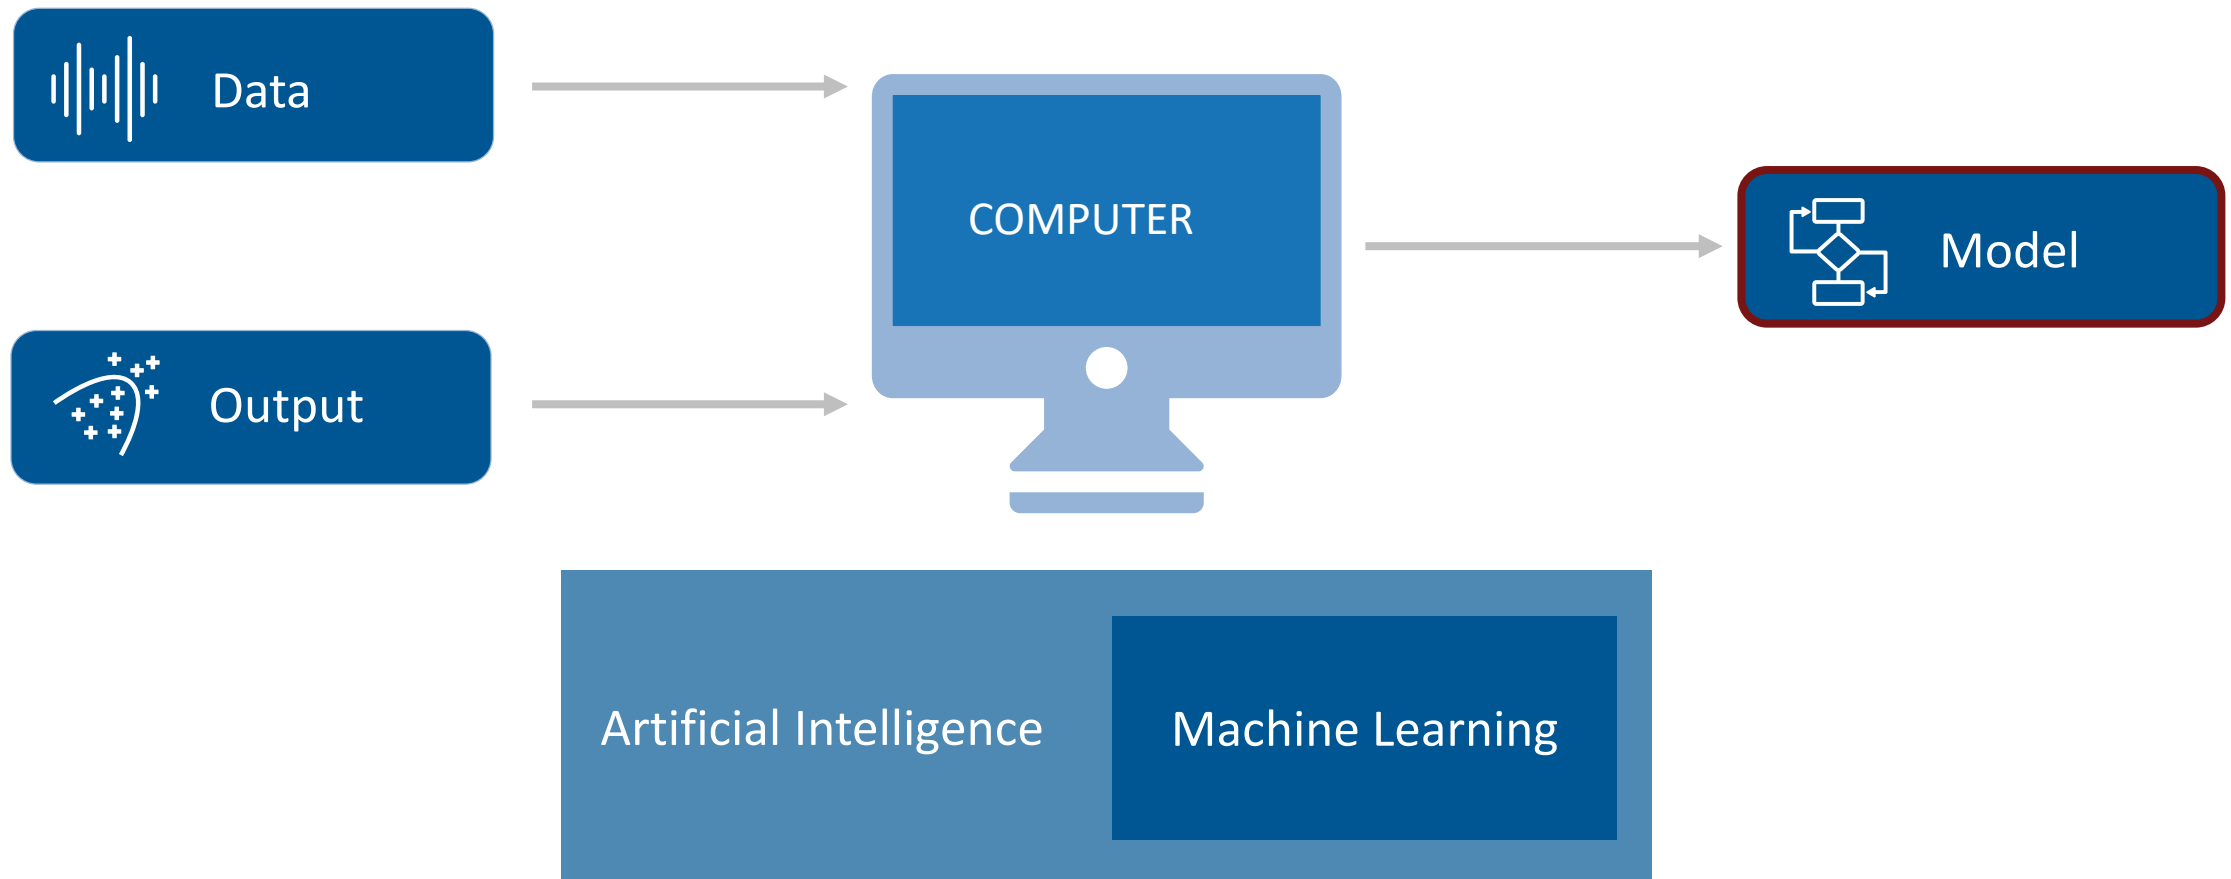 Data
COMPUTER
Model
Output
Artificial Intelligence
Machine Learning